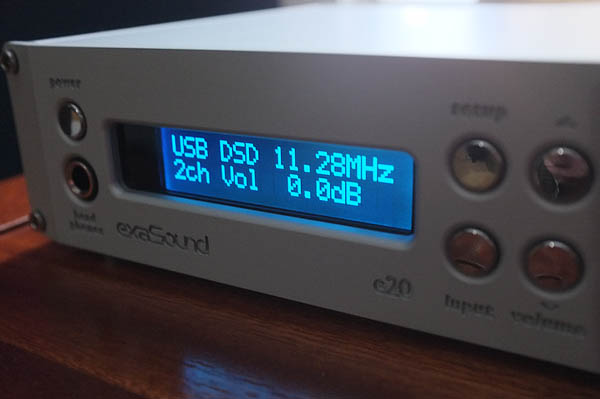 power
setup
USB DSD 11.28MHz
2ch Vol 0.0dB
head
phones
exaSound
e20
input
volume